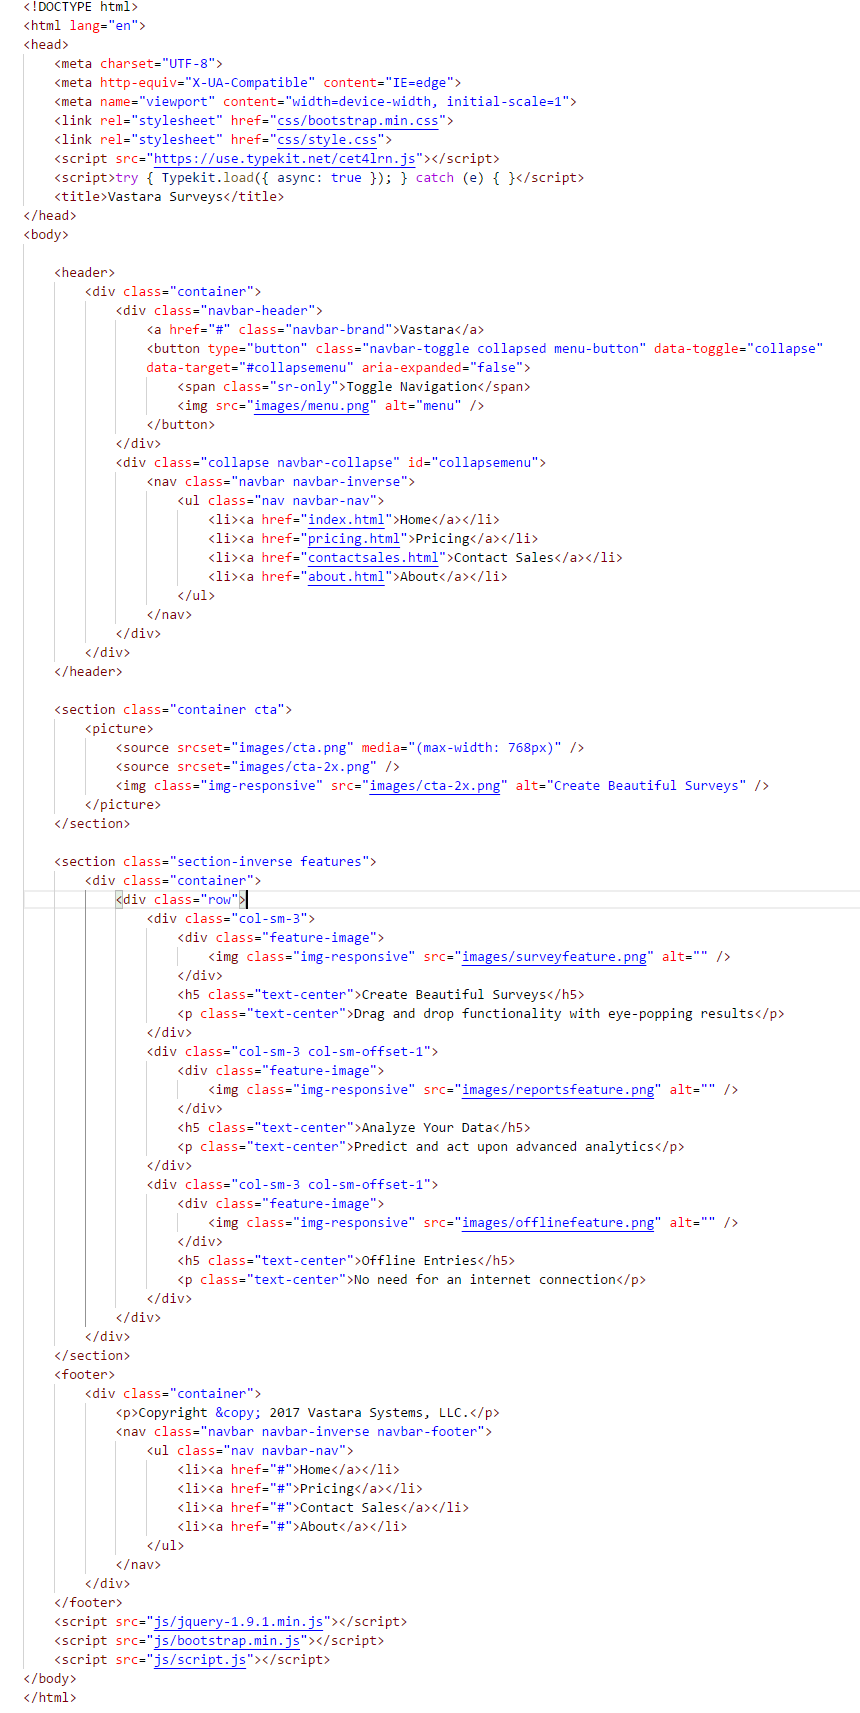 <!DOCTYPE html>
<html lang="en">
<head>
    <meta charset="UTF-8">
    <meta http-equiv="X-UA-Compatible" content="IE=edge">
    <meta name="viewport" content="width=device-width, initial-scale=1">
    <link rel="stylesheet" href="css/bootstrap.min.css">
    <link rel="stylesheet" href="css/style.css">
    <script src="https://use.typekit.net/cet4lrn.js"></script>
    <script>try { Typekit.load({ async: true }); } catch (e) { }</script>
    <title>Vastara Surveys</title>
</head>
<body>

    <header>
        <div class="container">
            <div class="navbar-header">
                <a href="#" class="navbar-brand">Vastara</a>
                <button type="button" class="navbar-toggle collapsed menu-button" data-toggle="collapse"
                data-target="#collapsemenu" aria-expanded="false">
                    <span class="sr-only">Toggle Navigation</span>
                    <img src="images/menu.png" alt="menu" />
                </button>
            </div>
            <div class="collapse navbar-collapse" id="collapsemenu">
                <nav class="navbar navbar-inverse">
                    <ul class="nav navbar-nav">
                        <li><a href="index.html">Home</a></li>
                        <li><a href="pricing.html">Pricing</a></li>
                        <li><a href="contactsales.html">Contact Sales</a></li>
                        <li><a href="about.html">About</a></li>
                    </ul>
                </nav>
            </div>
        </div>
    </header>

    <section class="container cta">
        <picture>
            <source srcset="images/cta.png" media="(max-width: 768px)" />
            <source srcset="images/cta-2x.png" />
            <img class="img-responsive" src="images/cta-2x.png" alt="Create Beautiful Surveys" />
        </picture>
    </section>

    <section class="section-inverse features">
        <div class="container">
            <div class="row">
                <div class="col-sm-3">
                    <div class="feature-image">
                        <img class="img-responsive" src="images/surveyfeature.png" alt="" />
                    </div>
                    <h5 class="text-center">Create Beautiful Surveys</h5>
                    <p class="text-center">Drag and drop functionality with eye-popping results</p>
                </div>
                <div class="col-sm-3 col-sm-offset-1">
                    <div class="feature-image">
                        <img class="img-responsive" src="images/reportsfeature.png" alt="" />
                    </div>
                    <h5 class="text-center">Analyze Your Data</h5>
                    <p class="text-center">Predict and act upon advanced analytics</p>
                </div>
                <div class="col-sm-3 col-sm-offset-1">
                    <div class="feature-image">
                        <img class="img-responsive" src="images/offlinefeature.png" alt="" />
                    </div>
                    <h5 class="text-center">Offline Entries</h5>
                    <p class="text-center">No need for an internet connection</p>
                </div>
            </div>
        </div>
    </section>
    <footer>
        <div class="container">
            <p>Copyright &copy; 2017 Vastara Systems, LLC.</p>
            <nav class="navbar navbar-inverse navbar-footer">
                <ul class="nav navbar-nav">
                    <li><a href="#">Home</a></li>
                    <li><a href="#">Pricing</a></li>
                    <li><a href="#">Contact Sales</a></li>
                    <li><a href="#">About</a></li>
                </ul>
            </nav>
        </div>
    </footer>
    <script src="js/jquery-1.9.1.min.js"></script>
    <script src="js/bootstrap.min.js"></script>
    <script src="js/script.js"></script>
</body>
</html>